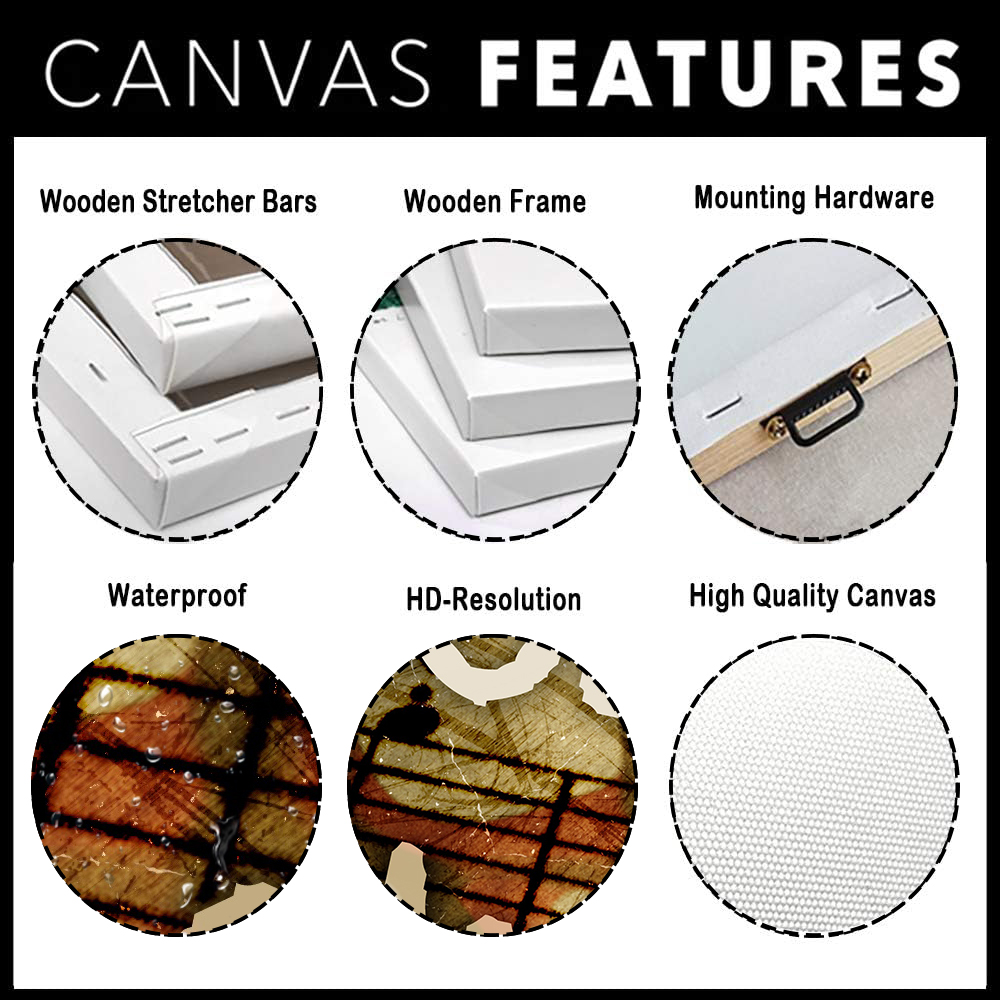 CANVAS FEATURES
Wooden Stretcher Bars
Wooden Frame
Mounting Hardware
Waterproof
HD-Resolution
High Quality Canvas